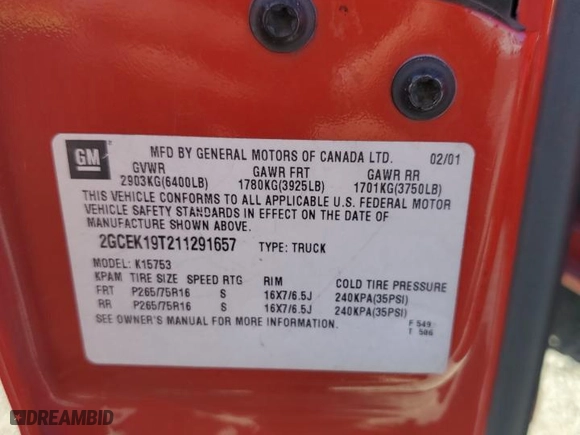 GM
MFD BY GENERAL MOTORS OF CANADA LTD. 02/01
GVWR GAWR FRT GAWR RR
2903KG(6400LB) 1780KG(3925LB) 1701KG(3750LB)
THIS VEHICLE CONFORMS TO ALL APPLICABLE U.S. FEDERAL MOTOR
VEHICLE SAFETY STANDARDS IN EFFECT ON THE DATE OF
MANUFACTURE SHOWN ABOVE.
2GCEK19T211291657 TYPE: TRUCK
MODEL: K15753
KPAM TIRE SIZE SPEED RTG RIM COLD TIRE PRESSURE
FRT P265/75R16 S 16X7/6.5J 240KPA(35PSI)
RR P265/75R16 S 16X7/6.5J 240KPA(35PSI)
SEE OWNER'S MANUAL FOR MORE INFORMATION.
F 549
T 506
DREAMBID